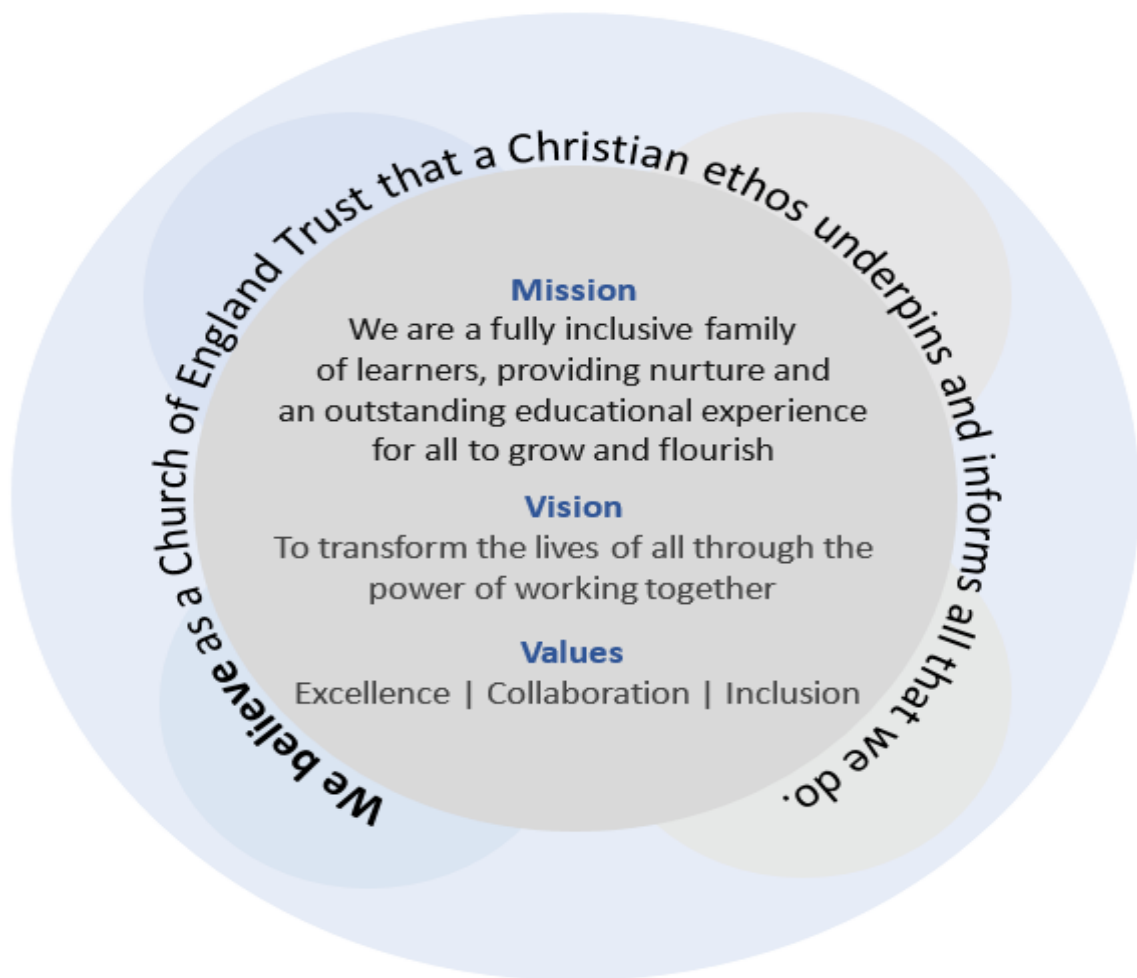 We believe as a Church of England Trust that a Christian ethos underpins and informs all that we do.
Mission
We are a fully inclusive family
of learners, providing nurture and
an outstanding educational experience
for all to grow and flourish
Vision
To transform the lives of all through the
power of working together
Values
Excellence | Collaboration | Inclusion